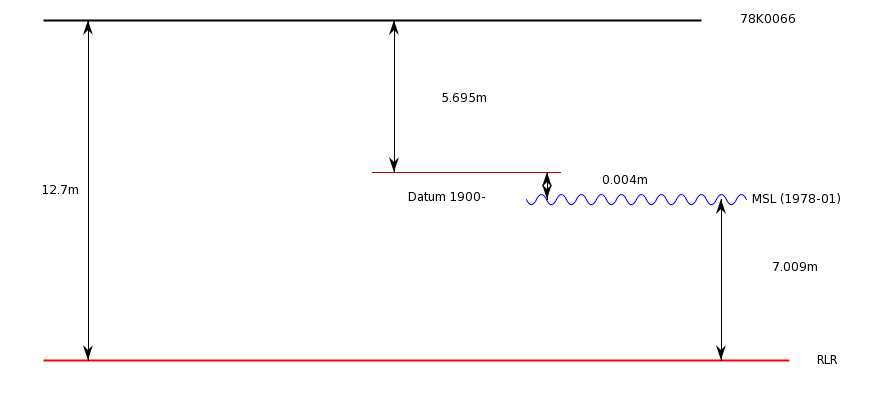 78K0066
5.695m
0.004m
12.7m
Datum 1900-
MSL (1978-01)
7.009m
RLR